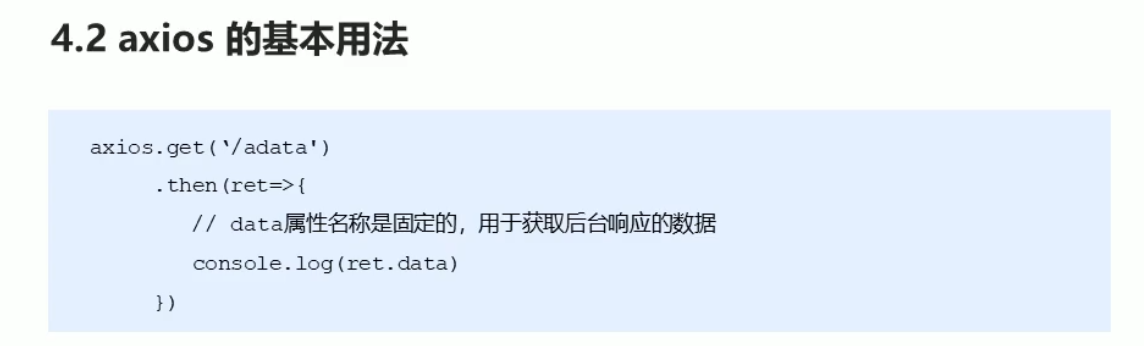 4.2 axios 的基本用法
axios.get(‘/adata')
.then(ret=>{
// data属性名称是固定的，用于获取后台响应的数据
console.log(ret.data)
})